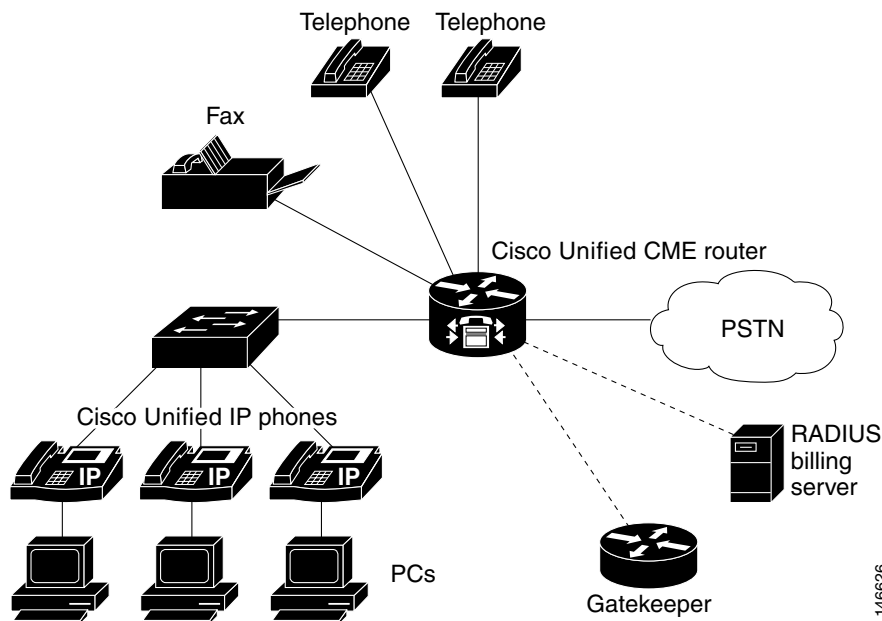 Telephone Telephone
Fax
Cisco Unified CME router
PSTN
Cisco Unified IP phones
RADIUS
billing
server
IP IP IP
PCs
Gatekeeper
146626